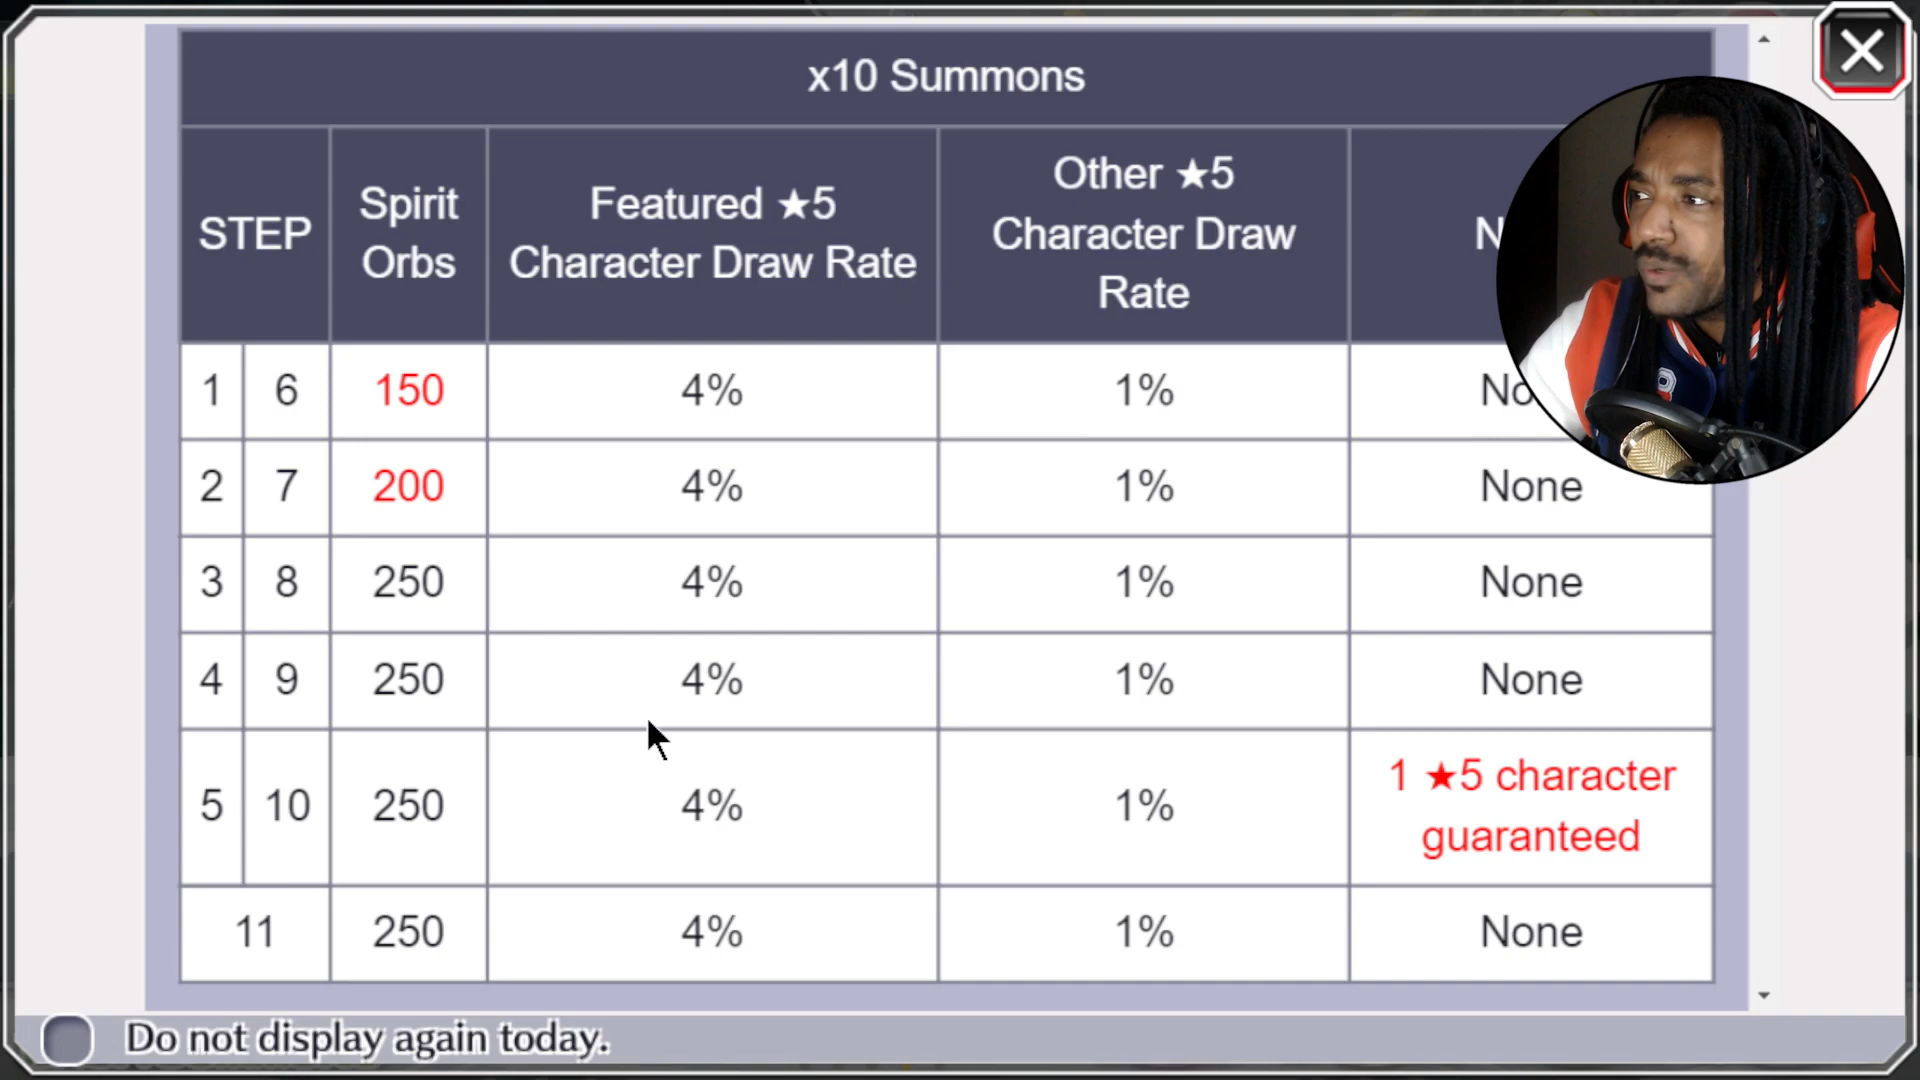 x10 Summons
STEP
Spirit
Orbs
Featured ★5
Character Draw Rate
Other ★5
Character Draw
Rate
1 6 150 4% 1%
2 7 200 4% 1% None
3 8 250 4% 1% None
4 9 250 4% 1% None
5 10 250 4% 1% 1 ★5 character
guaranteed
11 250 4% 1% None
Do not display again today.